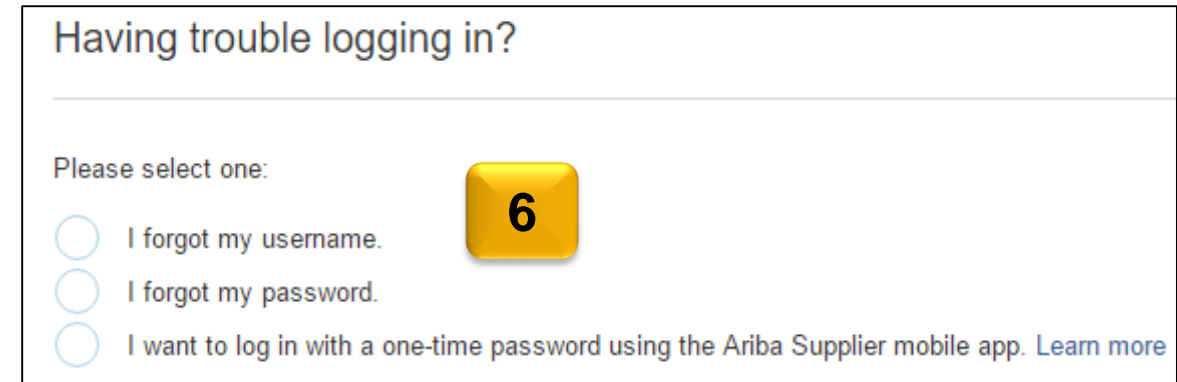 Having trouble logging in?
Please select one:
6
I forgot my username.
I forgot my password.
I want to log in with a one-time password using the Ariba Supplier mobile app. Learn more